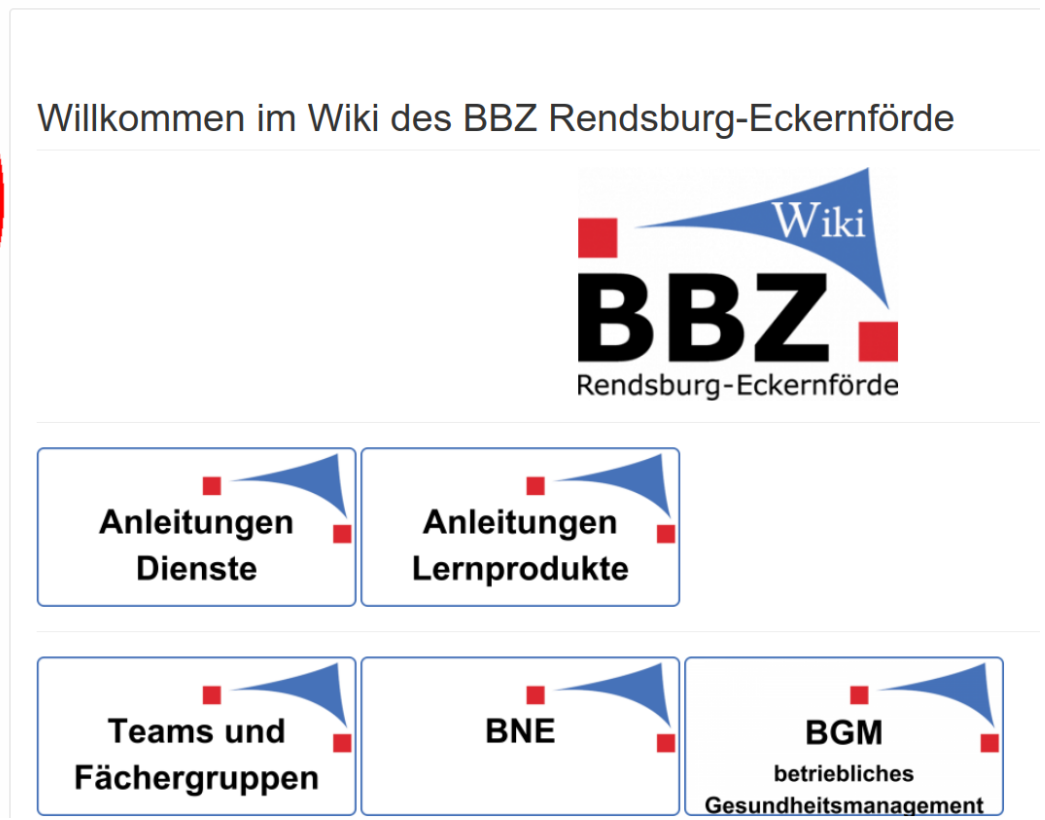 Willkommen im Wiki des BBZ Rendsburg-Eckernförde
Wiki
BBZ
Rendsburg-Eckernförde
Anleitungen
Dienste
Anleitungen
Lernprodukte
Teams und
Fächergruppen
BNE
BGM
betriebliches
Gesundheitsmanagement